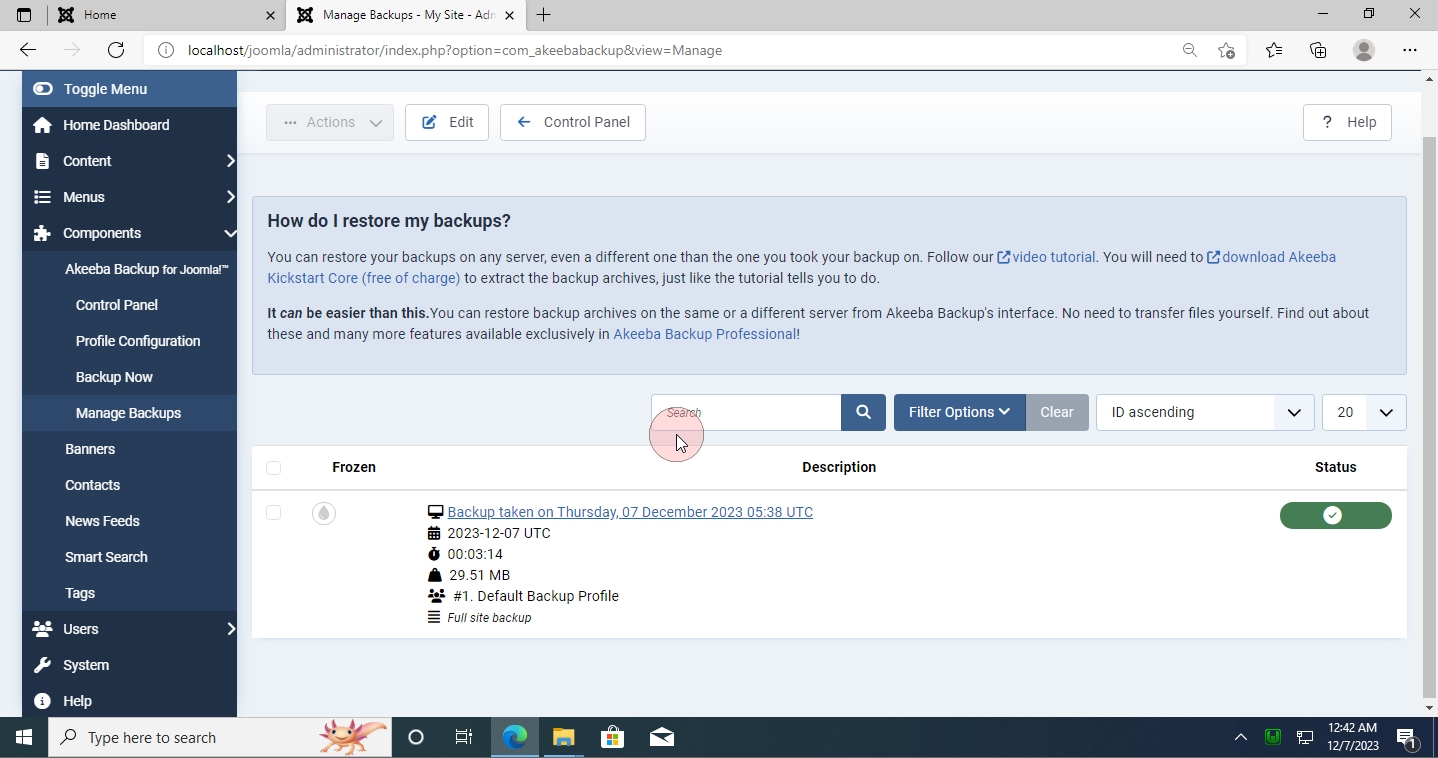 Home
Manage Backups - My Site - Adn
localhost/joomla/administrator/index.php?option=com_akeebabackup&view=Manage
Toggle Menu
Home Dashboard
Content
Menus
Components
Akeeba Backup for Joomla!™
Control Panel
Profile Configuration
Backup Now
Manage Backups
Banners
Contacts
News Feeds
Smart Search
Tags
Users
System
Help
Actions
Edit
Control Panel
? Help
How do I restore my backups?
You can restore your backups on any server, even a different one than the one you took your backup on. Follow our video tutorial. You will need to download Akeeba
Kickstart Core (free of charge) to extract the backup archives, just like the tutorial tells you to do.
It can be easier than this.You can restore backup archives on the same or a different server from Akeeba Backup's interface. No need to transfer files yourself. Find out about
these and many more features available exclusively in Akeeba Backup Professional!
Search
Filter Options
Clear
ID ascending
20
Frozen Description Status
Backup taken on Thursday, 07 December 2023 05:38 UTC
2023-12-07 UTC
00:03:14
29.51 MB
#1. Default Backup Profile
Full site backup
Type here to search
12:42 AM
12/7/2023
1